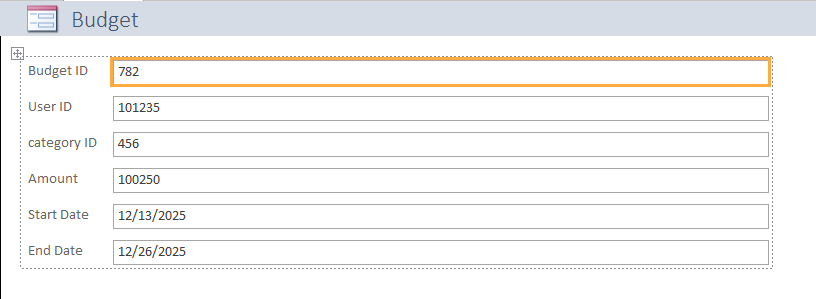 Budget
Budget ID 782
User ID 101235
category ID 456
Amount 100250
Start Date 12/13/2025
End Date 12/26/2025